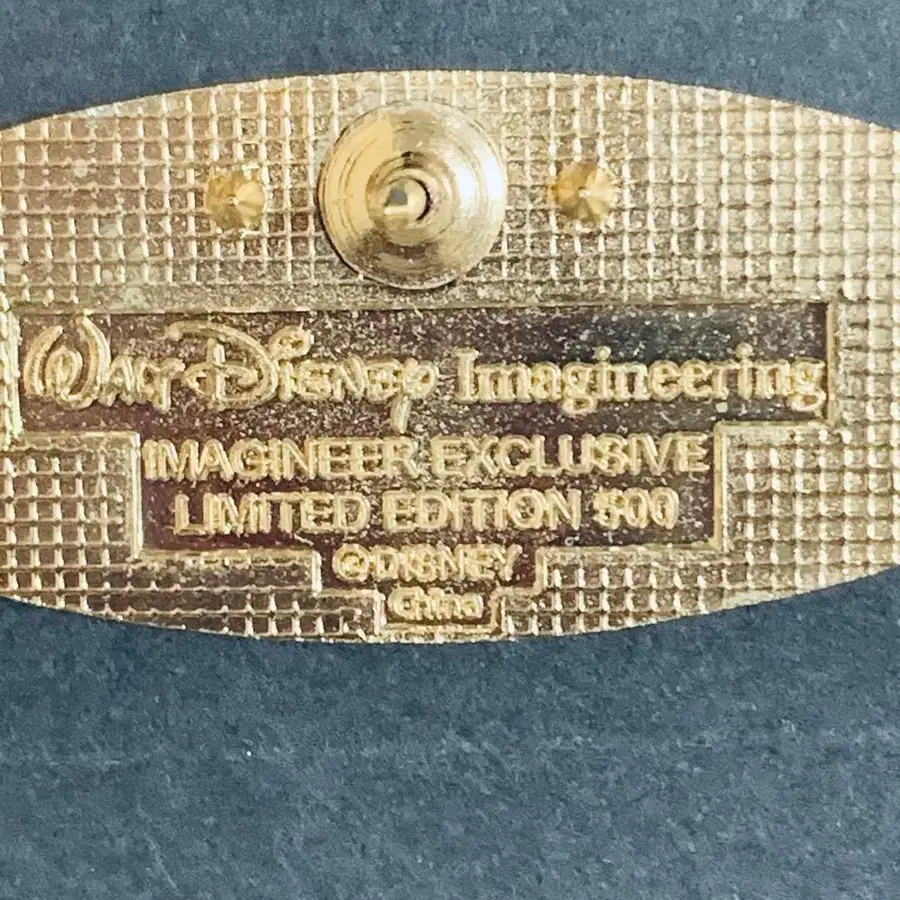 Walt Disney Imagineering
IMAGINEER EXCLUSIVE
LIMITED EDITION 500
©DISNEY
China